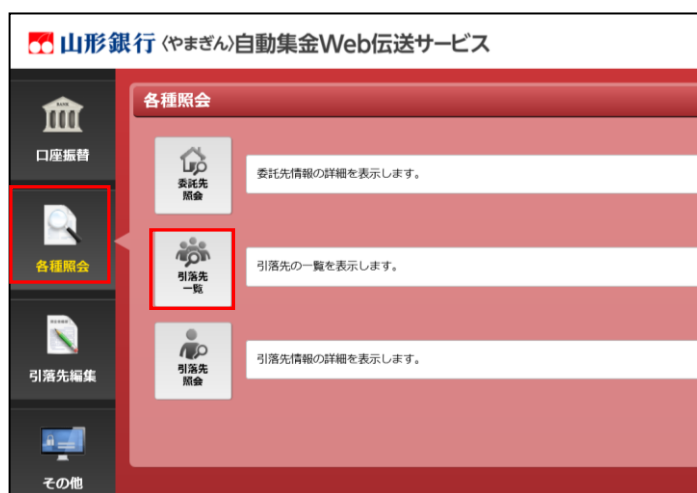 山形銀行〈やまぎん〉自動集金Web伝送サービス
口座振替
各種照会
引落先編集
その他
各種照会
委託先
照会
委託先情報の詳細を表示します。
引落先
一覧
引落先の一覧を表示します。
引落先
照会
引落先情報の詳細を表示します。